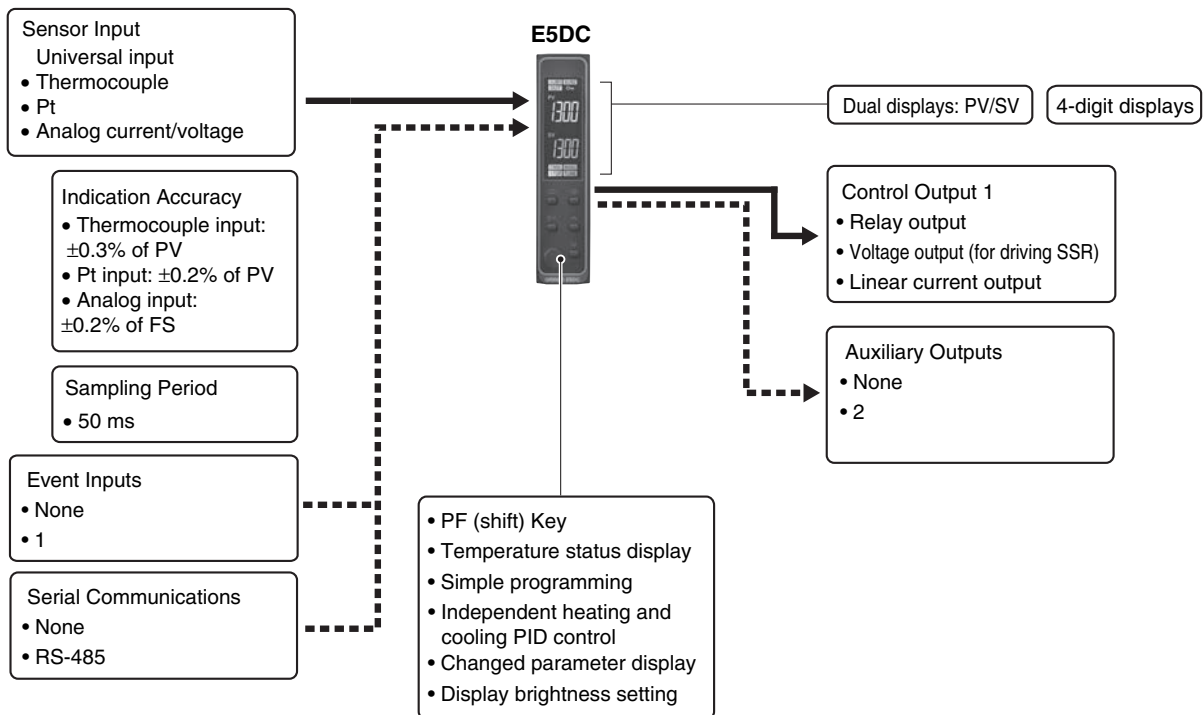 Sensor Input
Universal input
• Thermocouple
• Pt
• Analog current/voltage
Indication Accuracy
• Thermocouple input:
±0.3% of PV
• Pt input: ±0.2% of PV
• Analog input:
±0.2% of FS
Sampling Period
• 50 ms
Event Inputs
• None
• 1
Serial Communications
• None
• RS-485
E5DC
PV
1300
SV
1300
• PF (shift) Key
• Temperature status display
• Simple programming
• Independent heating and
cooling PID control
• Changed parameter display
• Display brightness setting
Dual displays: PV/SV
4-digit displays
Control Output 1
• Relay output
• Voltage output (for driving SSR)
• Linear current output
Auxiliary Outputs
• None
• 2